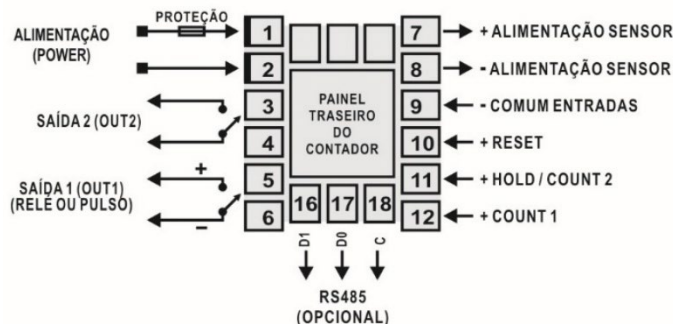 PROTEÇÃO
ALIMENTAÇÃO
(POWER)
1
2
SAÍDA 2 (OUT2)
3
4
SAÍDA 1 (OUT1)
(RELÉ OU PULSO)
+
−
5
6
PAINEL
TRASEIRO
DO
CONTADOR
7 + ALIMENTAÇÃO SENSOR
8 - ALIMENTAÇÃO SENSOR
9 - COMUM ENTRADAS
10 + RESET
11 + HOLD / COUNT 2
12 + COUNT 1
16 17 18
D1 D0 C
RS485
(OPCIONAL)